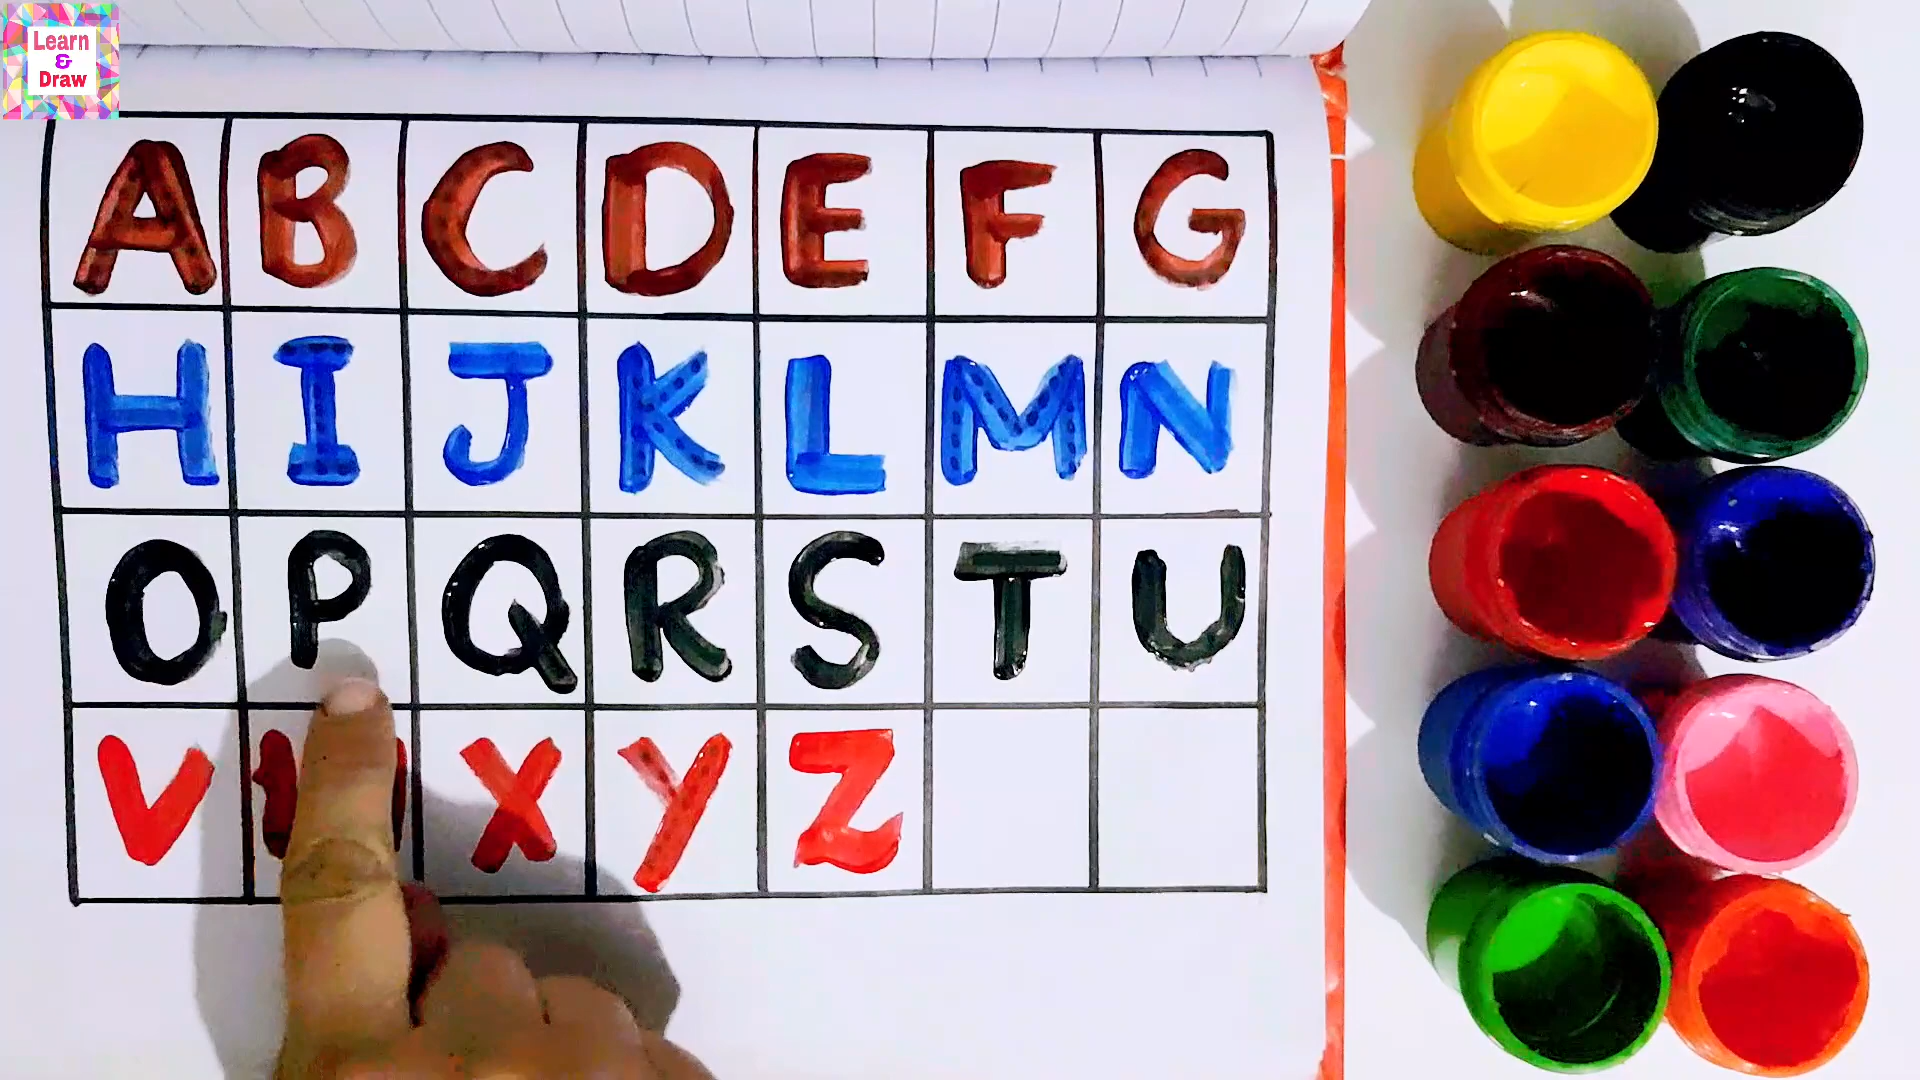 Learn
&
Draw
A B C D E F G
H I J K L M N
O P Q R S T U
V X Y Z